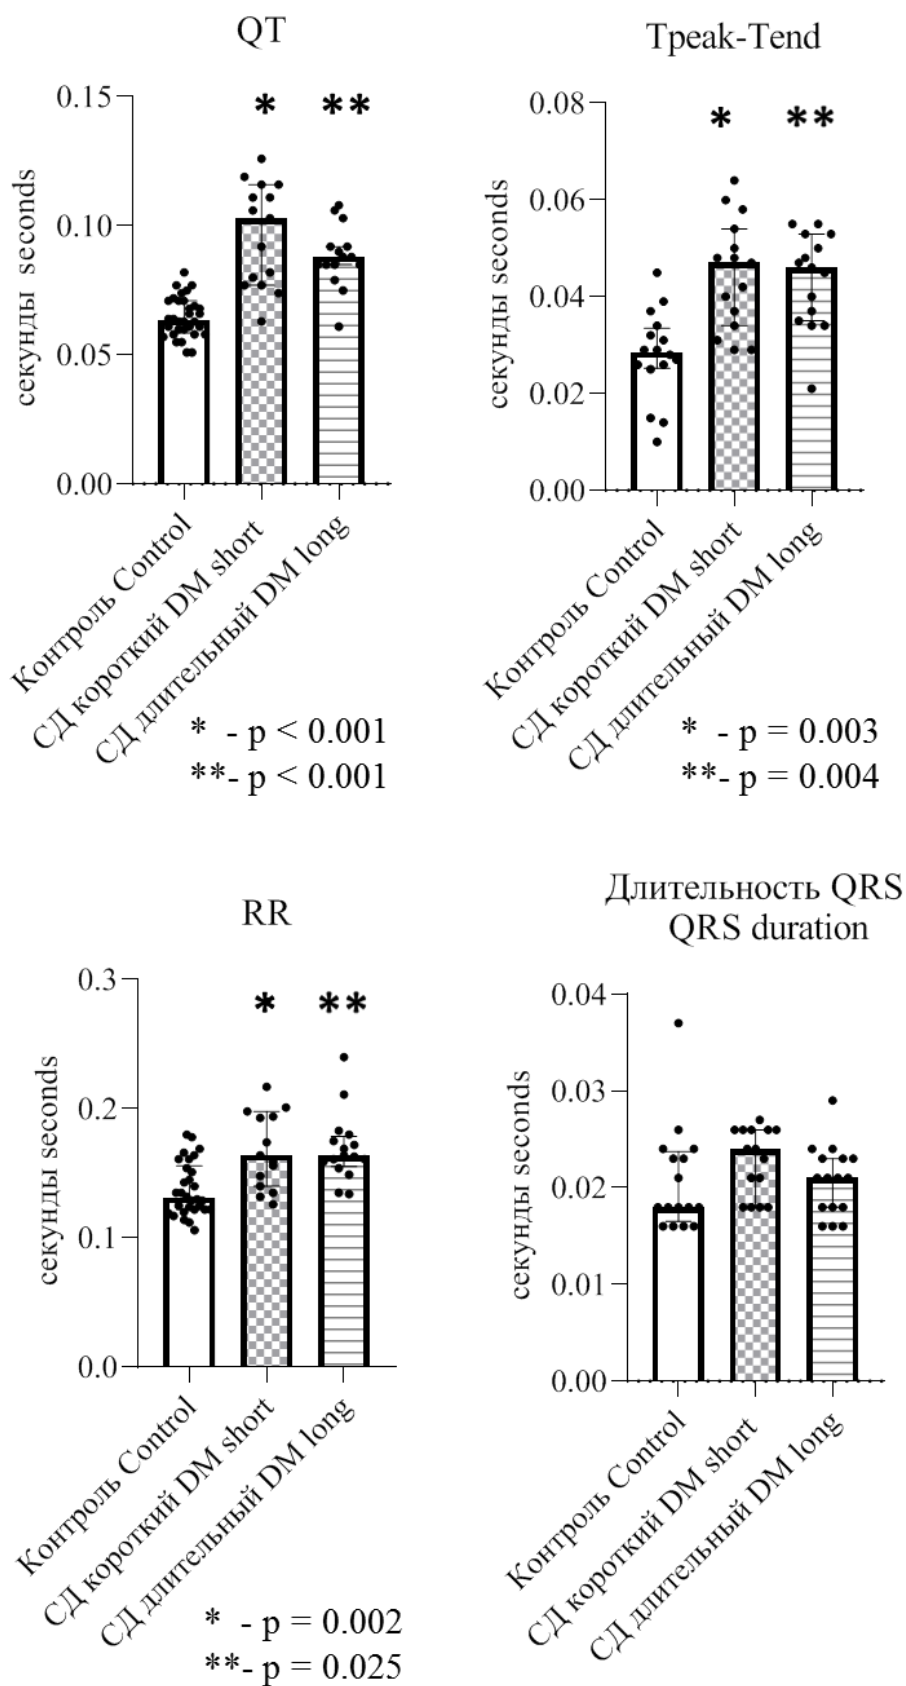 QT
0.15
0.10
0.05
0.00
секунды seconds
* **
Контроль Control
СД короткий DM short
СД длительный DM long
* - p < 0.001
**- p < 0.001
Tpeak-Tend
0.08
0.06
0.04
0.02
0.00
секунды seconds
* **
Контроль Control
СД короткий DM short
СД длительный DM long
* - p = 0.003
**- p = 0.004
RR
0.3
0.2
0.1
0.0
секунды seconds
* **
Контроль Control
СД короткий DM short
СД длительный DM long
* - p = 0.002
**- p = 0.025
Длительность QRS
QRS duration
0.04
0.03
0.02
0.01
0.00
секунды seconds
Контроль Control
СД короткий DM short
СД длительный DM long